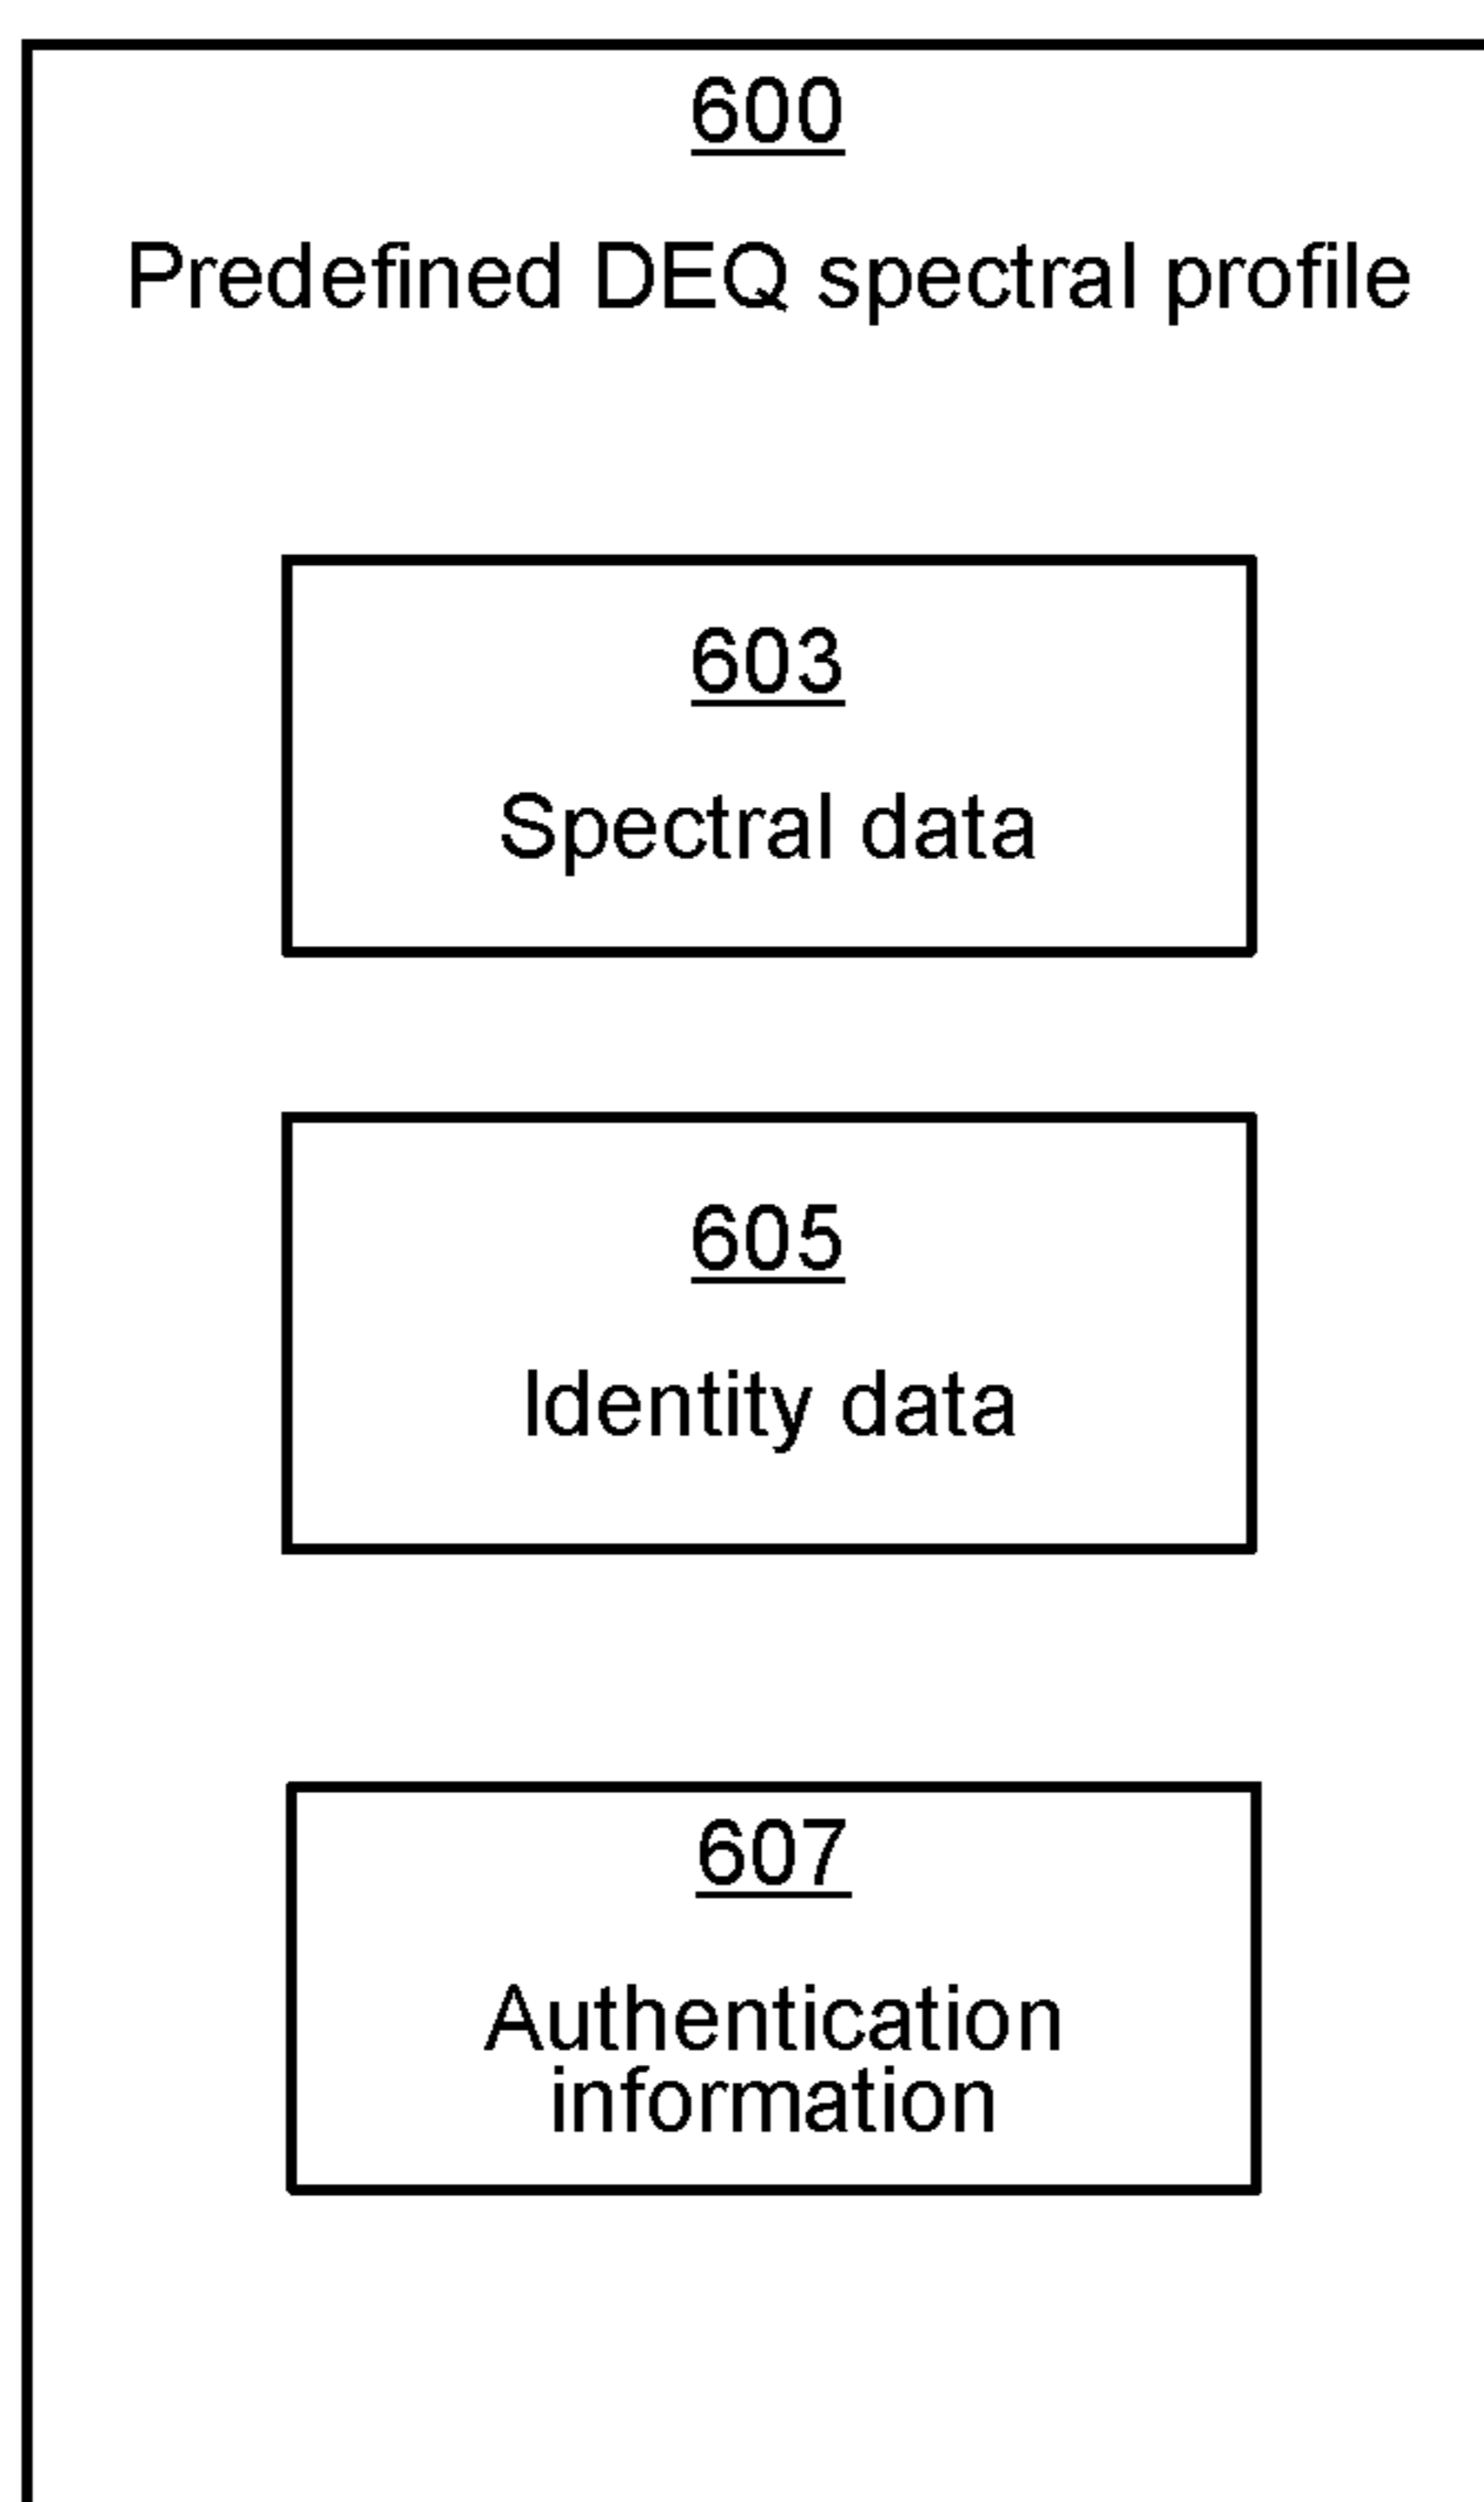 600
Predefined DEQ spectral profile
603
Spectral data
605
Identity data
607
Authentication
information